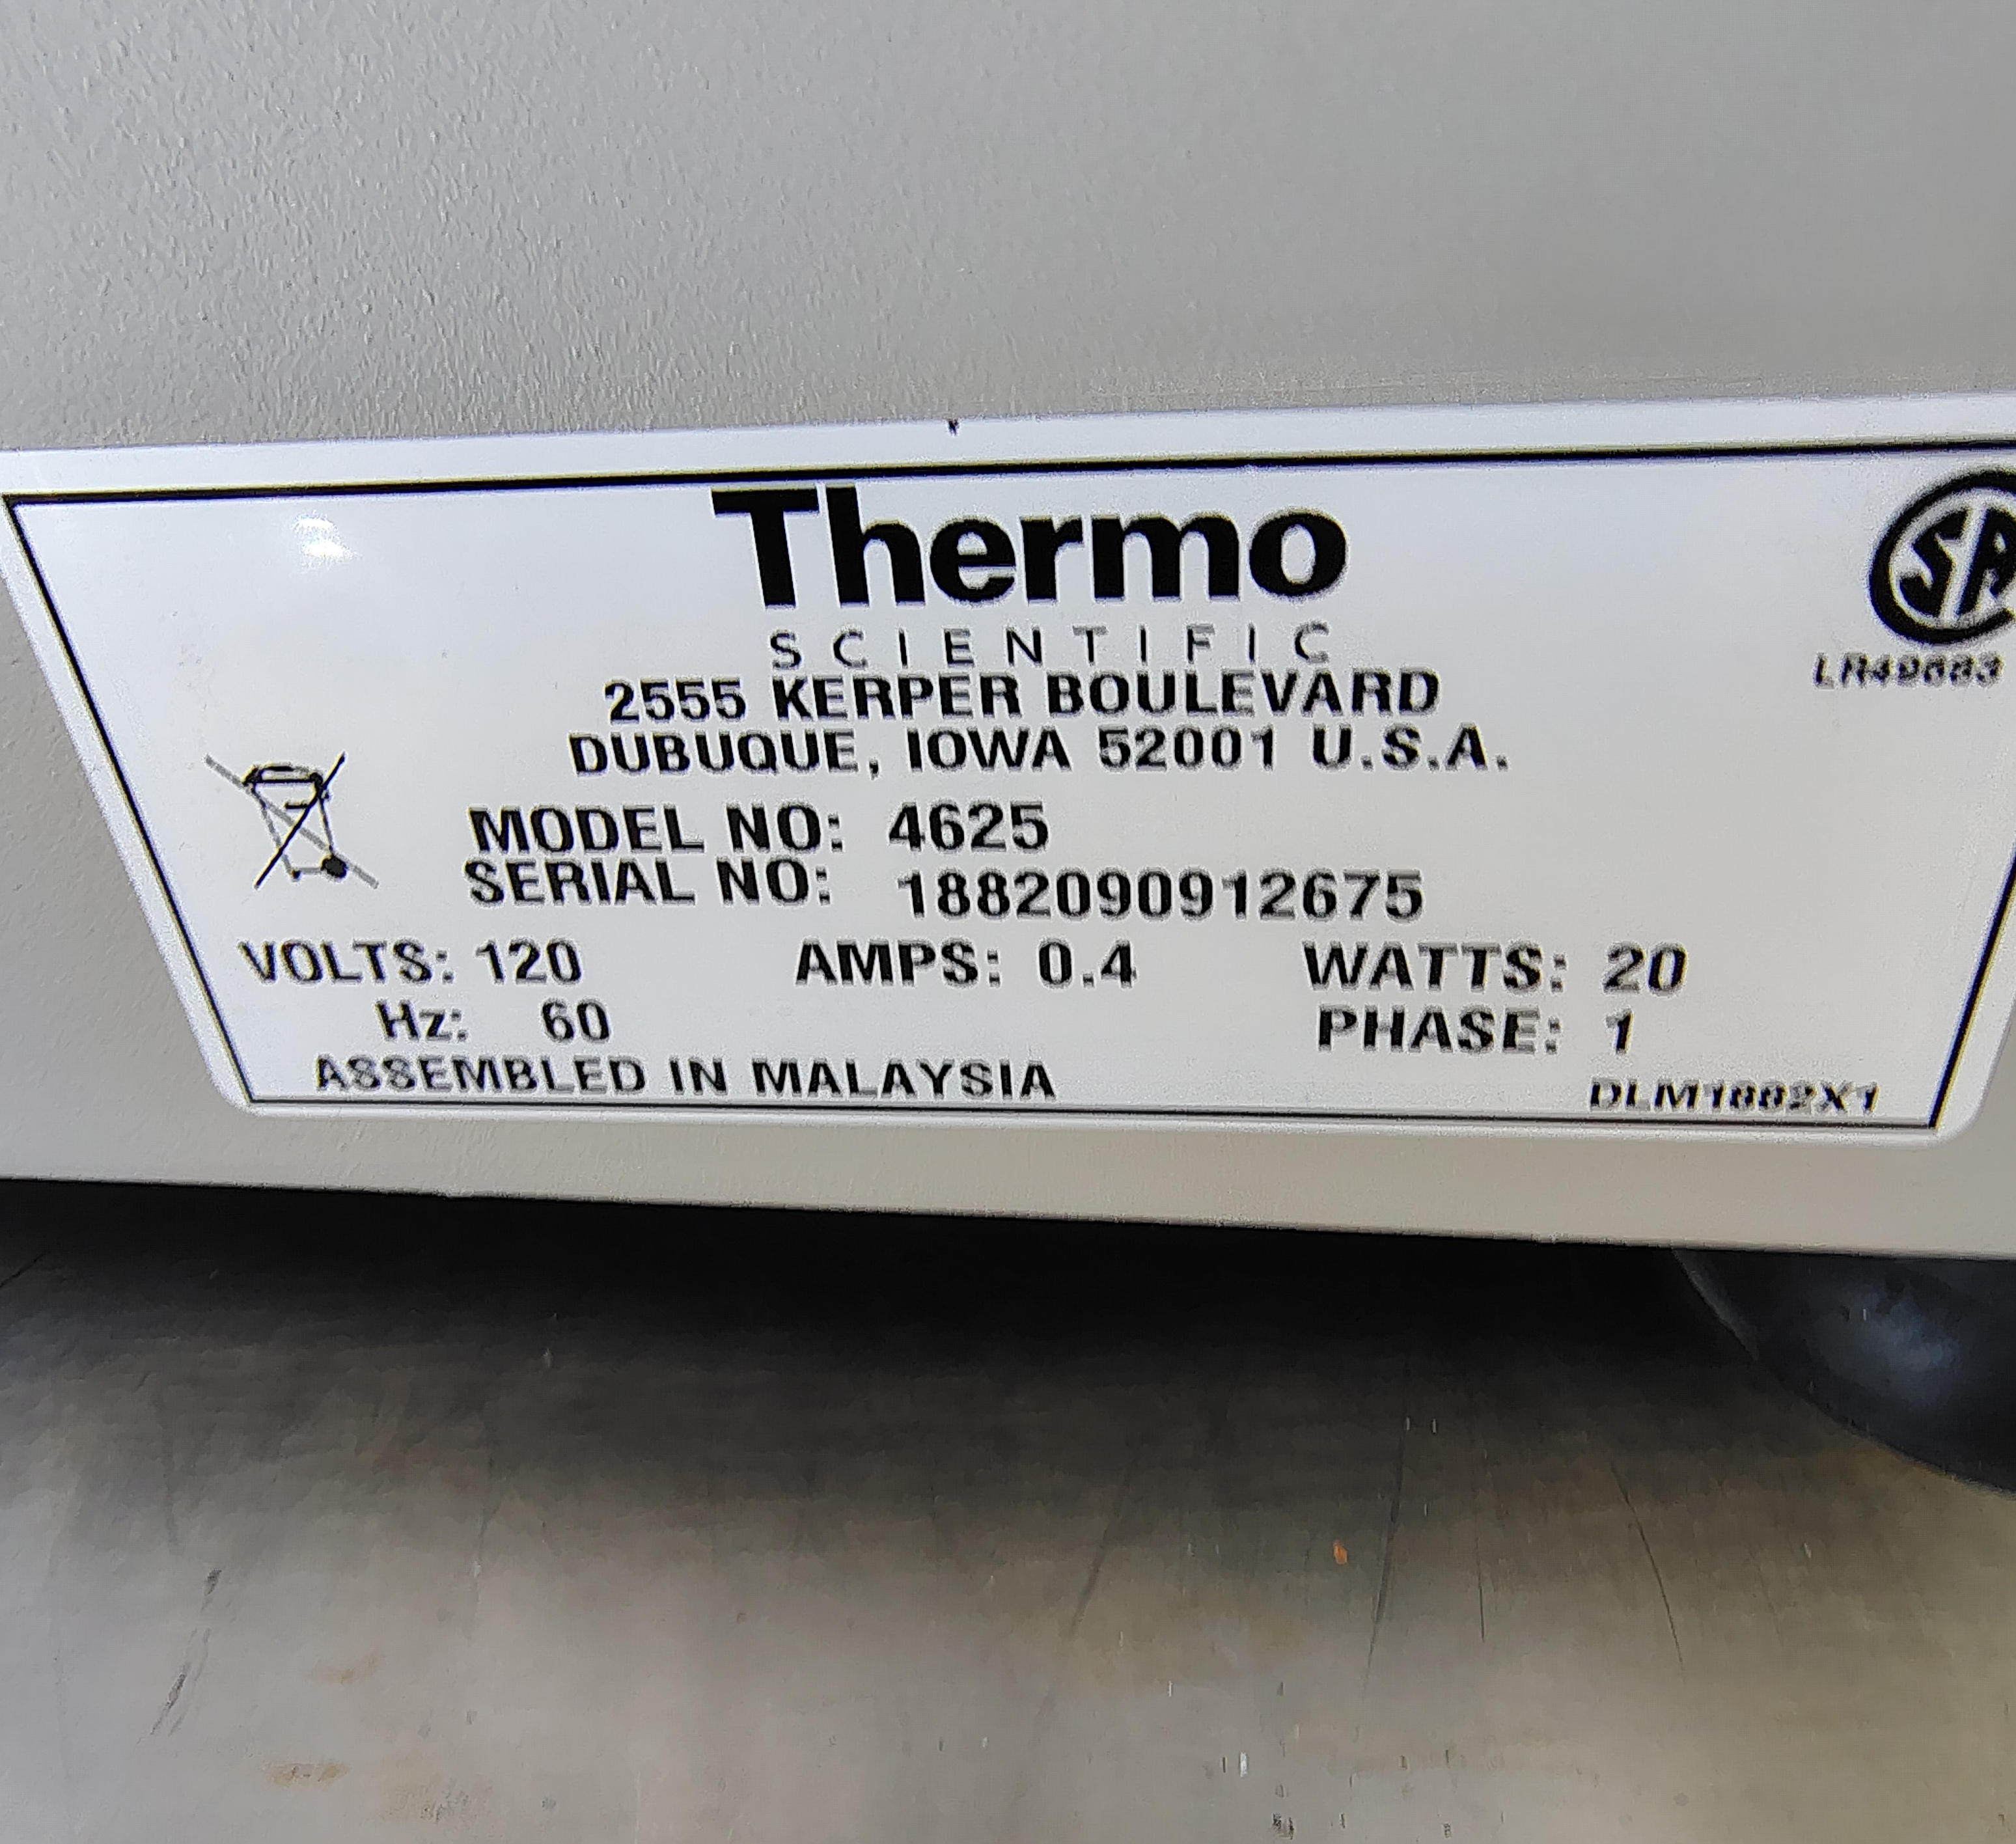 Thermo
SCIENTIFIC
SA
2555 KERPER BOULEVARD
DUBUQUE, IOWA 52001 U.S.A.
MODEL NO: 4625
SERIAL NO: 1882090912675
VOLTS: 120 AMPS: 0.4 WATTS: 20
Hz: 60 PHASE: 1
ASSEMBLED IN MALAYSIA
DLM1882X1